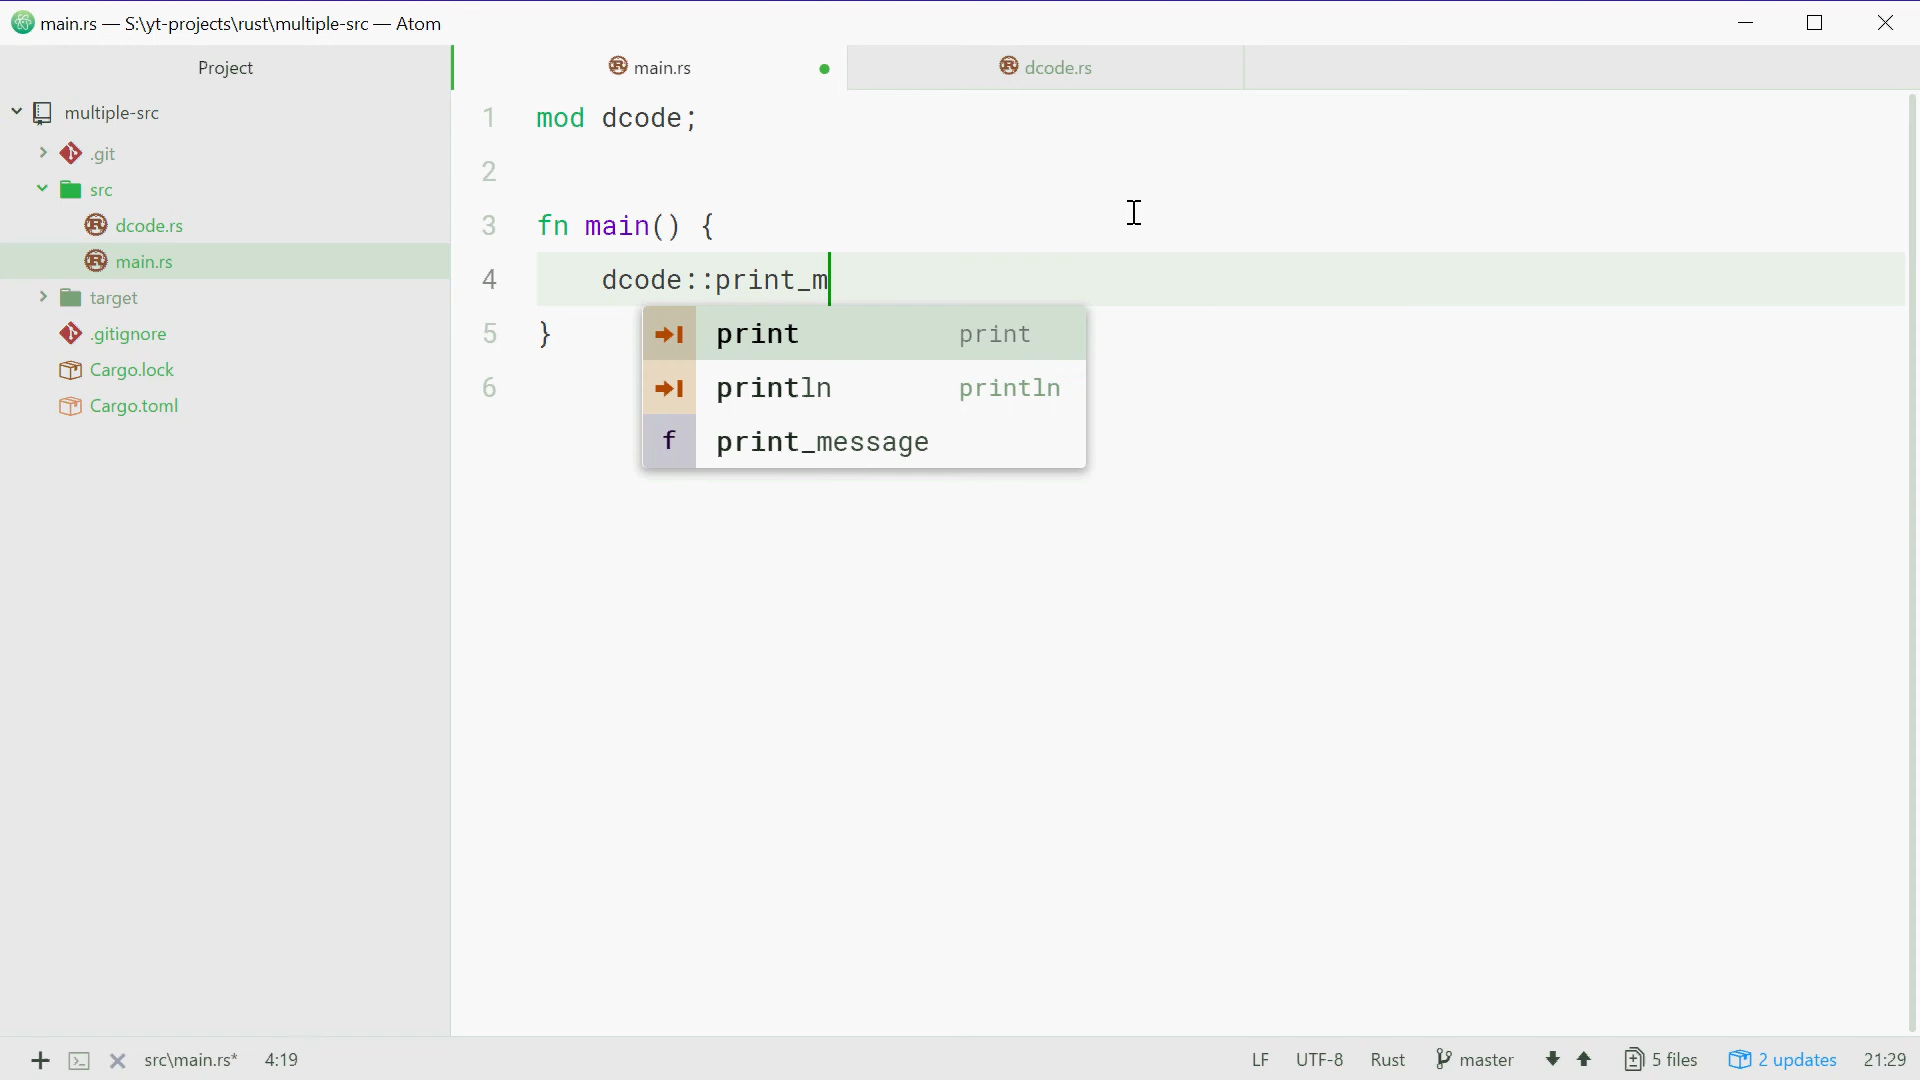 main.rs — S:\yt-projects\rust\multiple-src — Atom
Project
main.rs
dcode.rs
multiple-src
.git
src
dcode.rs
main.rs
target
.gitignore
Cargo.lock
Cargo.toml
1 mod dcode;
2
3 fn main() {
4 dcode::print_m
5 }
6
print print
println println
f print_message
src\main.rs* 4:19
LF UTF-8 Rust master 5 files 2 updates 21:29